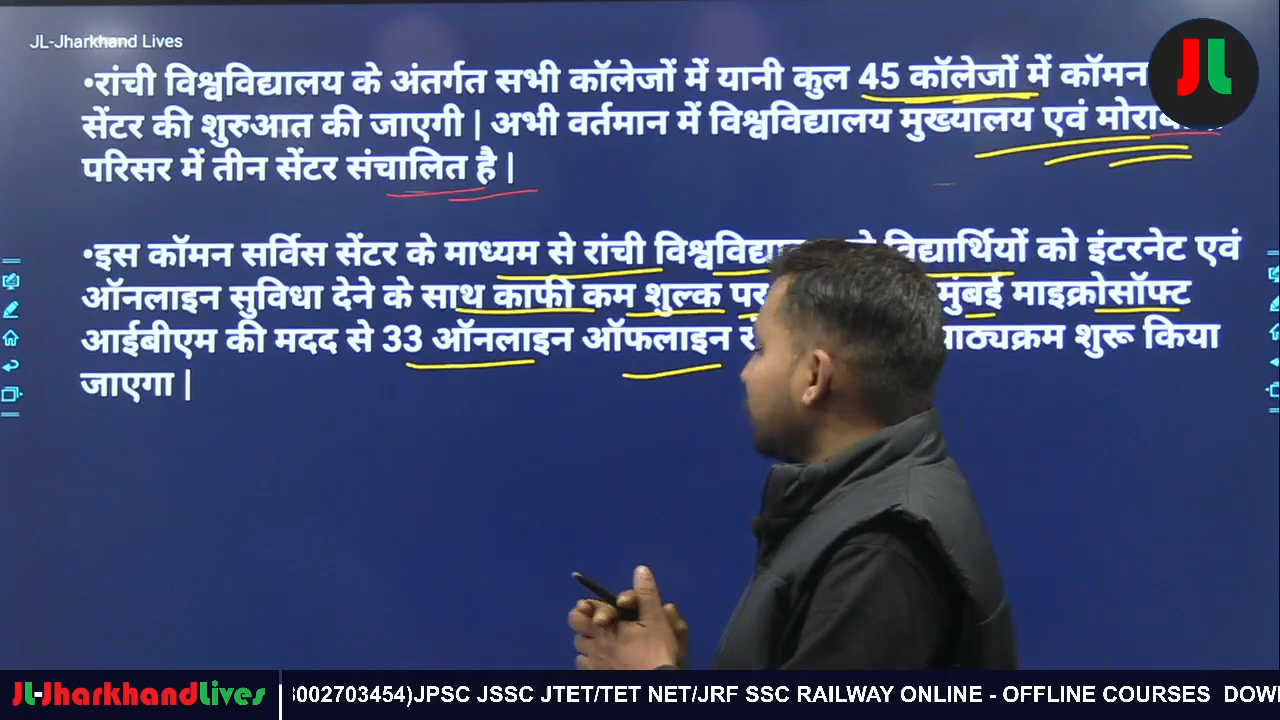 JL-Jharkhand Lives
•रांची विश्वविद्यालय के अंतर्गत सभी कॉलेजों में यानी कुल 45 कॉलेजों में कॉमन
सेंटर की शुरुआत की जाएगी | अभी वर्तमान में विश्वविद्यालय मुख्यालय एवं
परिसर में तीन सेंटर संचालित है |
•इस कॉमन सर्विस सेंटर के माध्यम से रांची विद्यार्थियों को इंटरनेट एवं
ऑनलाइन सुविधा देने के साथ काफी कम शुल्क पर मुंबई माइक्रोसॉफ्ट
आईबीएम की मदद से 33 ऑनलाइन ऑफलाइन पाठ्यक्रम शुरू किया
जाएगा |
JL
JL-JharkhandLives
3002703454)JPSC JSSC JTET/TET NET/JRF SSC RAILWAY ONLINE - OFFLINE COURSES